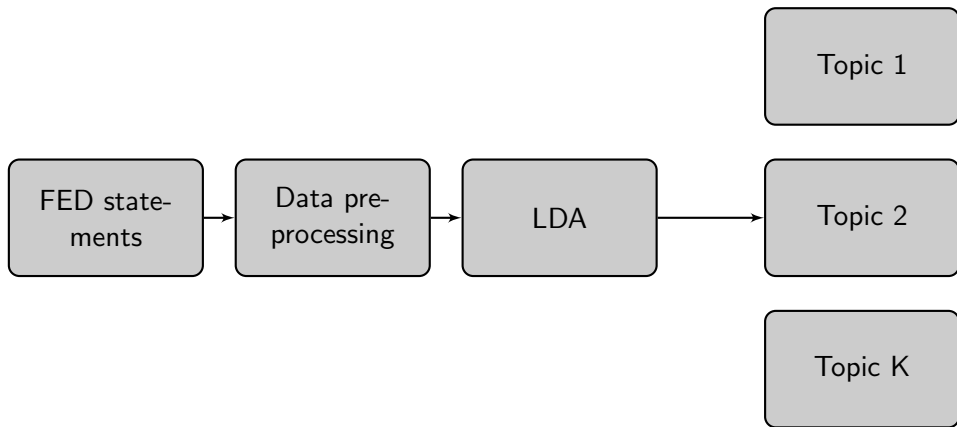 Topic 1
FED state-
ments
Data pre-
processing
LDA
Topic 2
Topic K